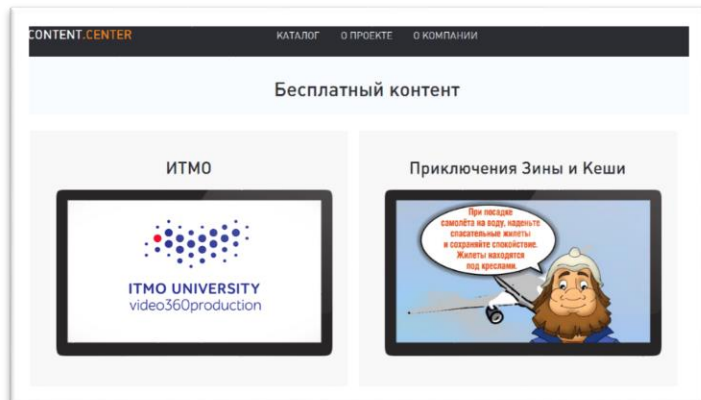 CONTENT.CENTER КАТАЛОГ О ПРОЕКТЕ О КОМПАНИИ
Бесплатный контент
ИТМО
Приключения Зины и Кеши
ITMO UNIVERSITY
video360production
При посадке
самолёта на воду, наденьте
спасательные жилеты
и сохраняйте спокойствие.
Жилеты находятся
под креслами.